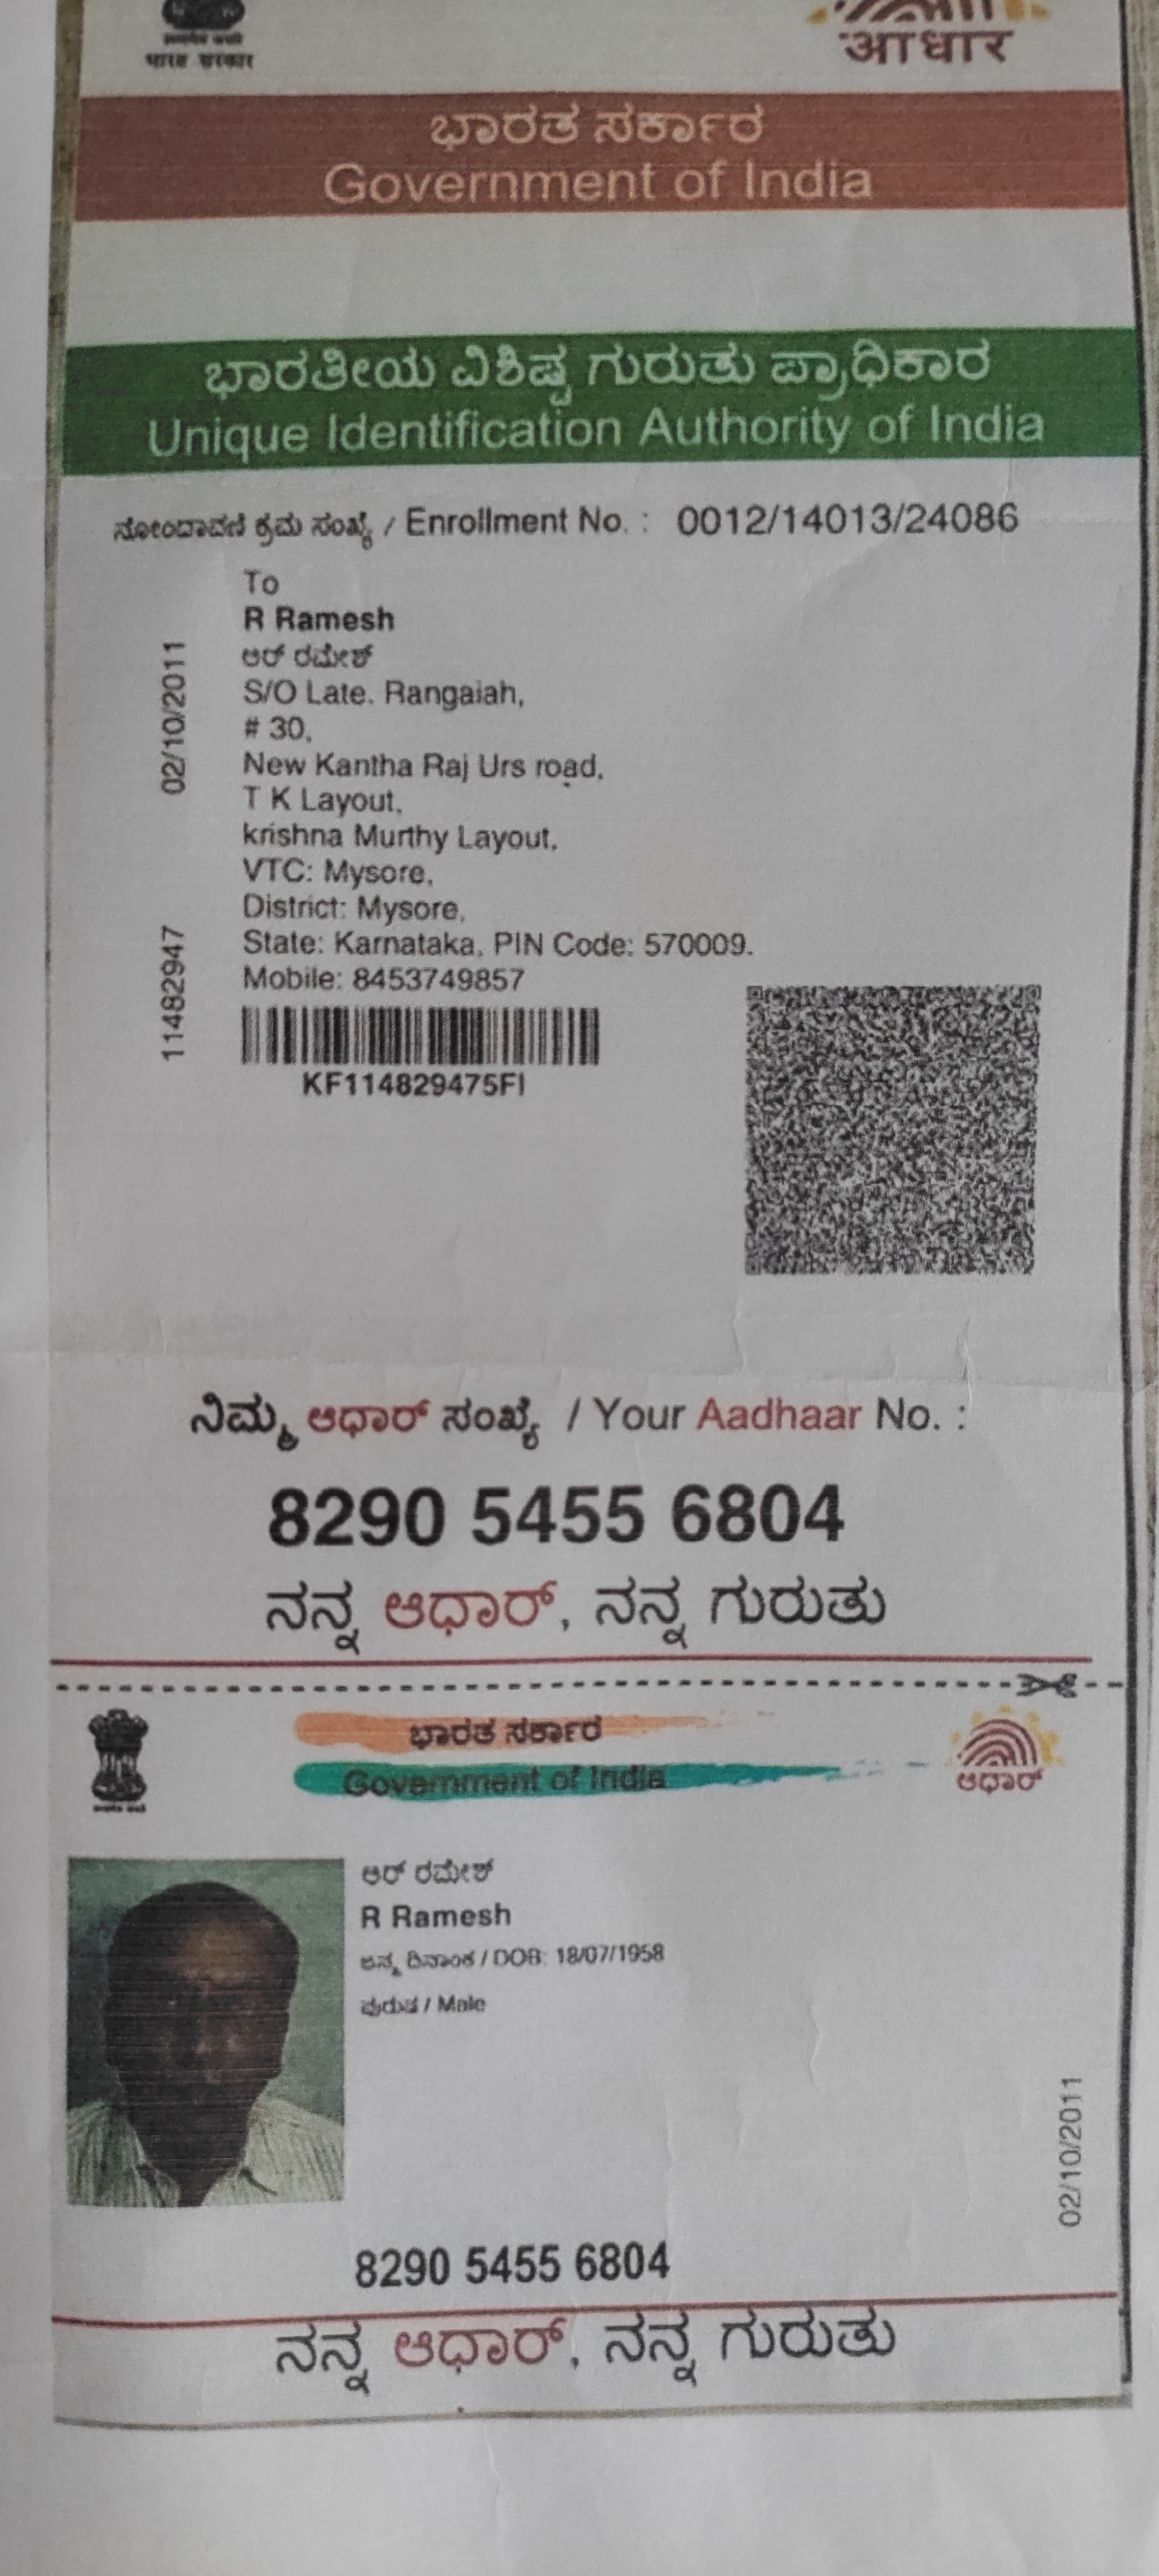 भारत सरकार
आधार
ಭಾರತ ಸರ್ಕಾರ
Government of India
ಭಾರತೀಯ ವಿಶಿಷ್ಟ ಗುರುತು ಪ್ರಾಧಿಕಾರ
Unique Identification Authority of India
ನೋಂದಾವಣಿ ಕ್ರಮ ಸಂಖ್ಯೆ / Enrollment No. : 0012/14013/24086
To
R Ramesh
ಆರ್ ರಮೇಶ್
S/O Late. Rangaiah,
# 30,
New Kantha Raj Urs road,
T K Layout,
krishna Murthy Layout,
VTC: Mysore,
District: Mysore,
State: Karnataka, PIN Code: 570009.
Mobile: 8453749857
02/10/2011
11482947
KF114829475FI
ನಿಮ್ಮ ಆಧಾರ್ ಸಂಖ್ಯೆ / Your Aadhaar No. :
8290 5455 6804
ನನ್ನ ಆಧಾರ್, ನನ್ನ ಗುರುತು
ಭಾರತ ಸರ್ಕಾರ
Government of India
ಆಧಾರ್
ಆರ್ ರಮೇಶ್
R Ramesh
ಜನ್ಮ ದಿನಾಂಕ / DOB: 18/07/1958
ಪುರುಷ / Male
02/10/2011
8290 5455 6804
ನನ್ನ ಆಧಾರ್, ನನ್ನ ಗುರುತು